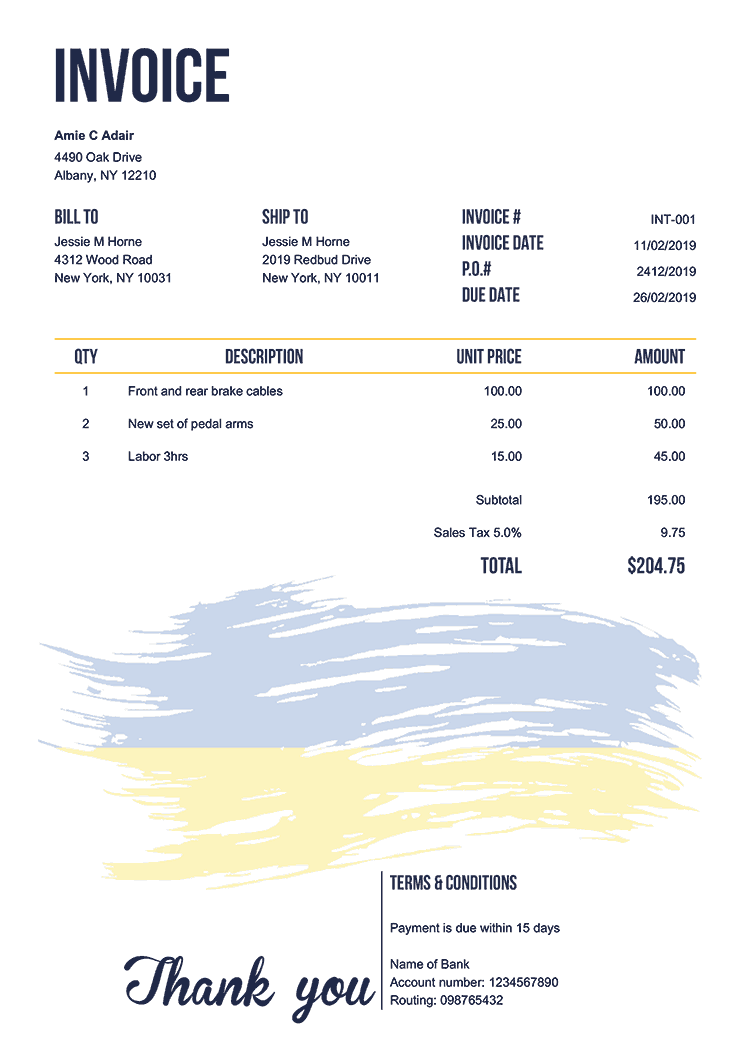 INVOICE
Amie C Adair
4490 Oak Drive
Albany, NY 12210
BILL TO
Jessie M Horne
4312 Wood Road
New York, NY 10031
SHIP TO
Jessie M Horne
2019 Redbud Drive
New York, NY 10011
INVOICE # INT-001
INVOICE DATE 11/02/2019
P.O.# 2412/2019
DUE DATE 26/02/2019
QTY DESCRIPTION UNIT PRICE AMOUNT
1 Front and rear brake cables 100.00 100.00
2 New set of pedal arms 25.00 50.00
3 Labor 3hrs 15.00 45.00
Subtotal 195.00
Sales Tax 5.0% 9.75
TOTAL $204.75
Thank you
TERMS & CONDITIONS
Payment is due within 15 days
Name of Bank
Account number: 1234567890
Routing: 098765432